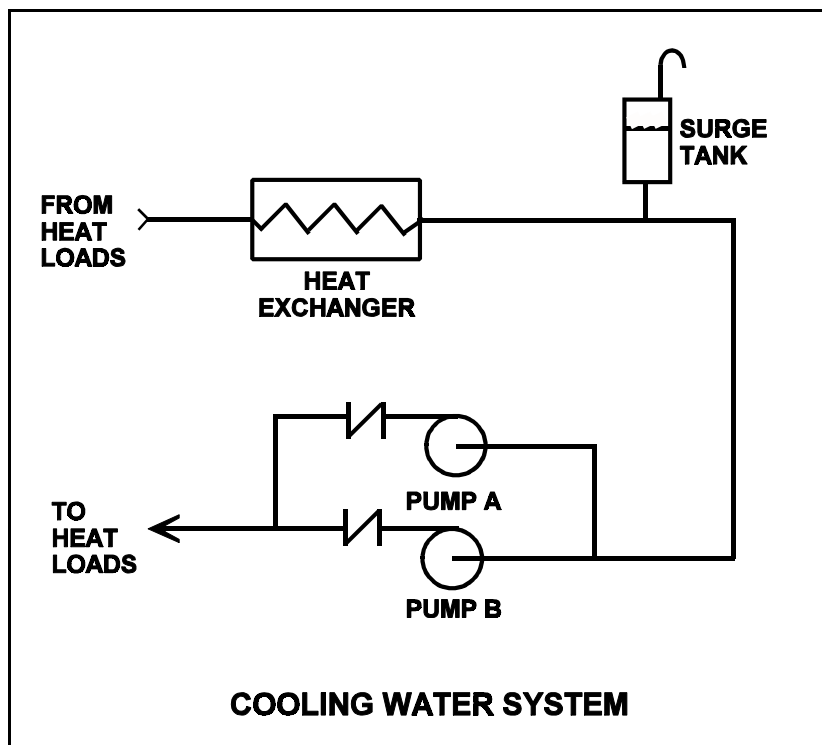 SURGE
TANK
FROM
HEAT
LOADS
HEAT
EXCHANGER
PUMP A
TO
HEAT
LOADS
PUMP B
COOLING WATER SYSTEM